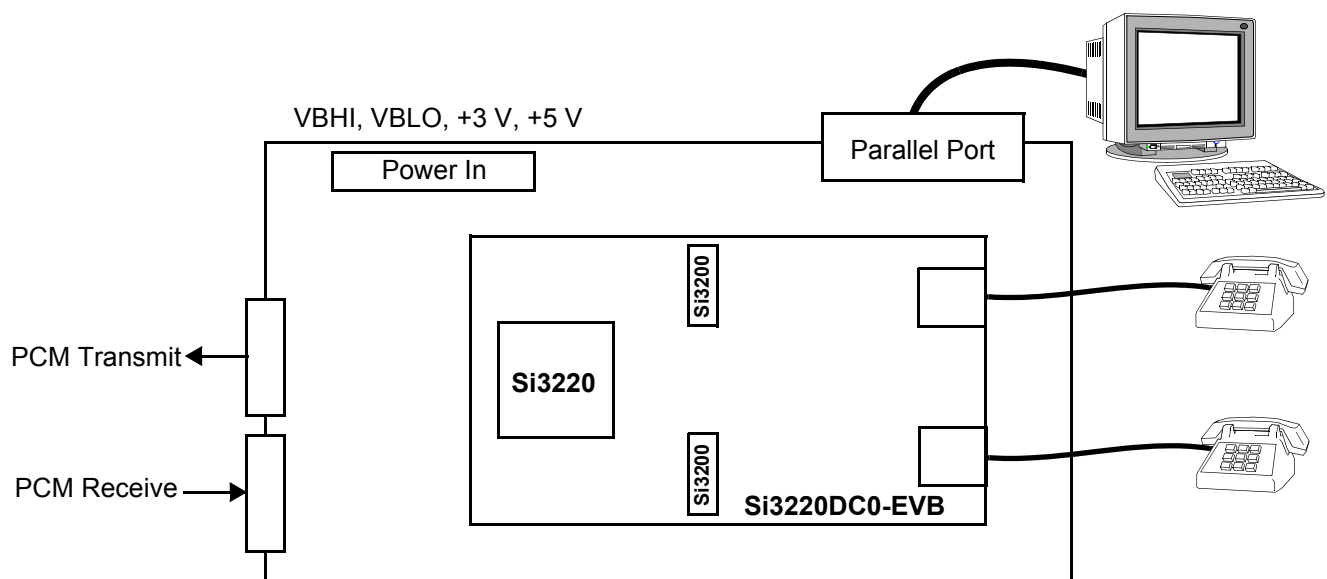 VBHI, VBLO, +3 V, +5 V
Power In
Parallel Port
Si3200
Si3220
PCM Transmit
PCM Receive
Si3200
Si3220DC0-EVB